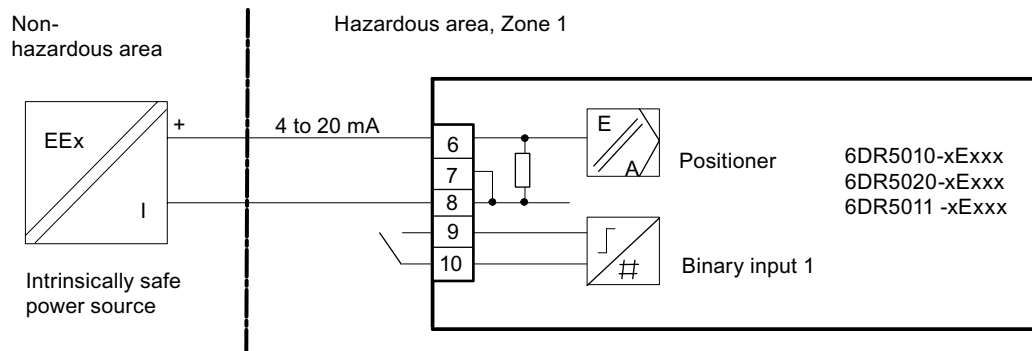 Non-
hazardous area
Hazardous area, Zone 1
EEx
+
I
4 to 20 mA
6
7
8
9
10
E
A
Positioner
6DR5010-xExxx
6DR5020-xExxx
6DR5011 -xExxx
#
Binary input 1
Intrinsically safe
power source